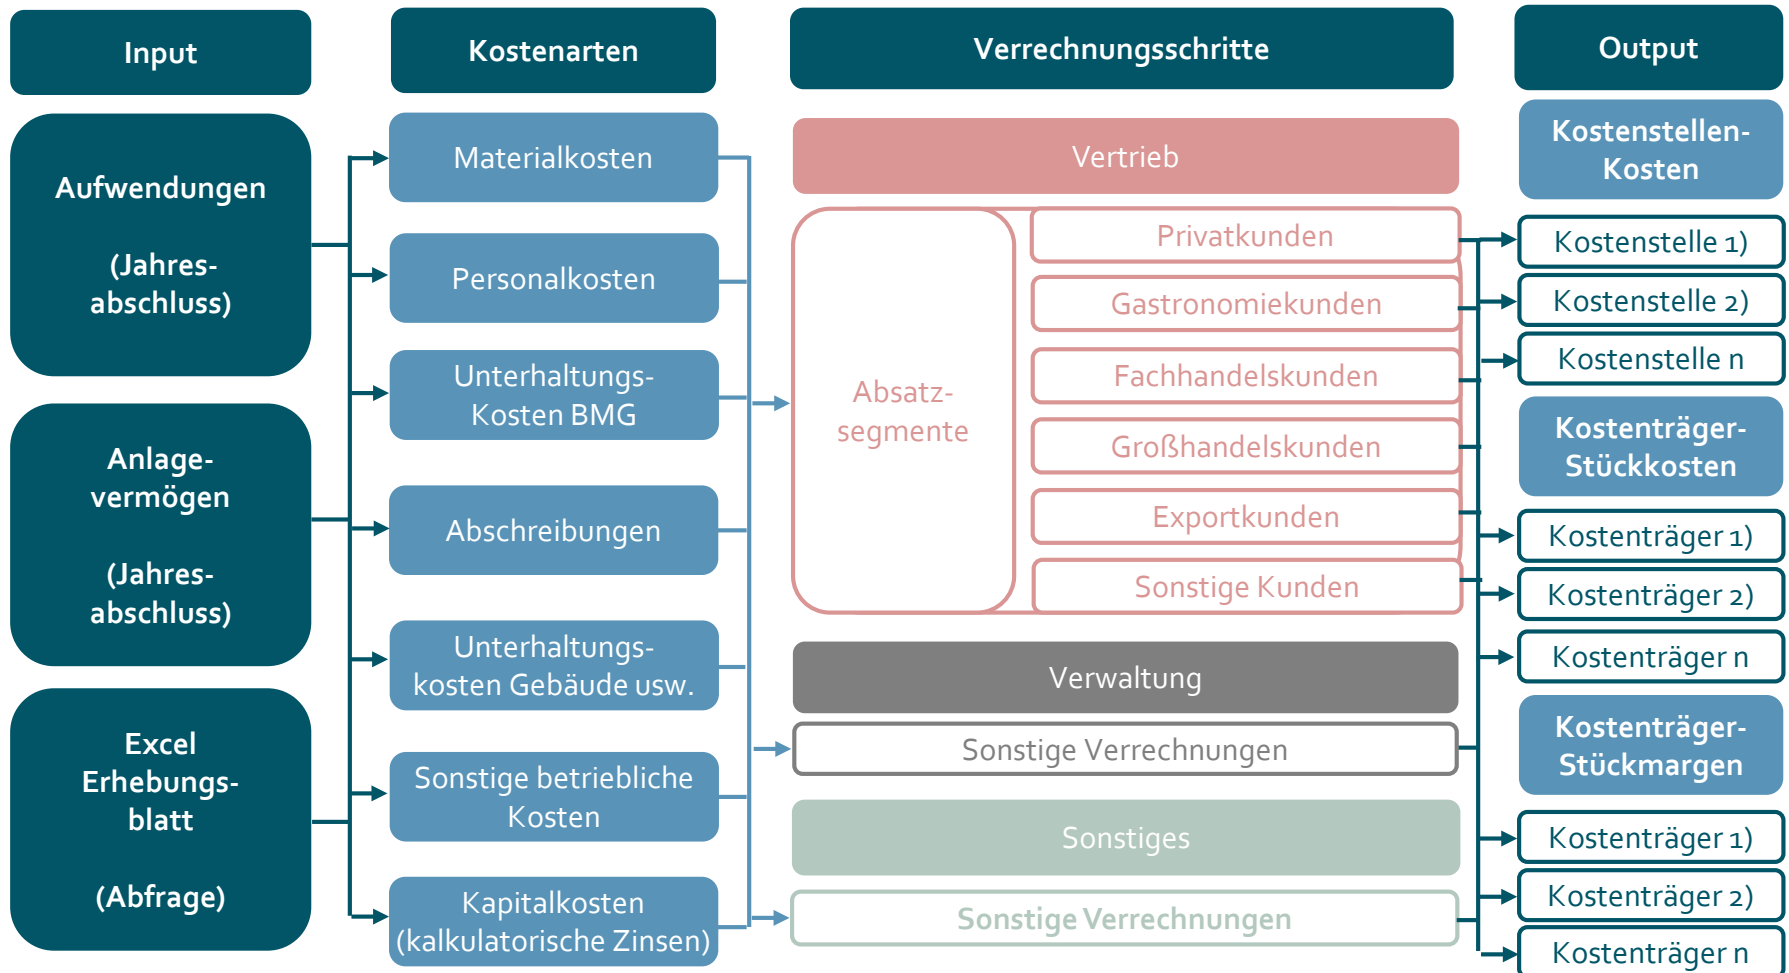 Input
Aufwendungen
(Jahres-
abschluss)
Anlage-
vermögen
(Jahres-
abschluss)
Excel
Erhebungs-
blatt
(Abfrage)
Kostenarten
Materialkosten
Personalkosten
Unterhaltungs-
Kosten BMG
Abschreibungen
Unterhaltungs-
kosten Gebäude usw.
Sonstige betriebliche
Kosten
Kapitalkosten
(kalkulatorische Zinsen)
Verrechnungsschritte
Vertrieb
Absatz-
segmente
Privatkunden
Gastronomiekunden
Fachhandelskunden
Großhandelskunden
Exportkunden
Sonstige Kunden
Verwaltung
Sonstige Verrechnungen
Sonstiges
Sonstige Verrechnungen
Output
Kostenstellen-
Kosten
Kostenstelle 1)
Kostenstelle 2)
Kostenstelle n
Kostenträger-
Stückkosten
Kostenträger 1)
Kostenträger 2)
Kostenträger n
Kostenträger-
Stückmargen
Kostenträger 1)
Kostenträger 2)
Kostenträger n